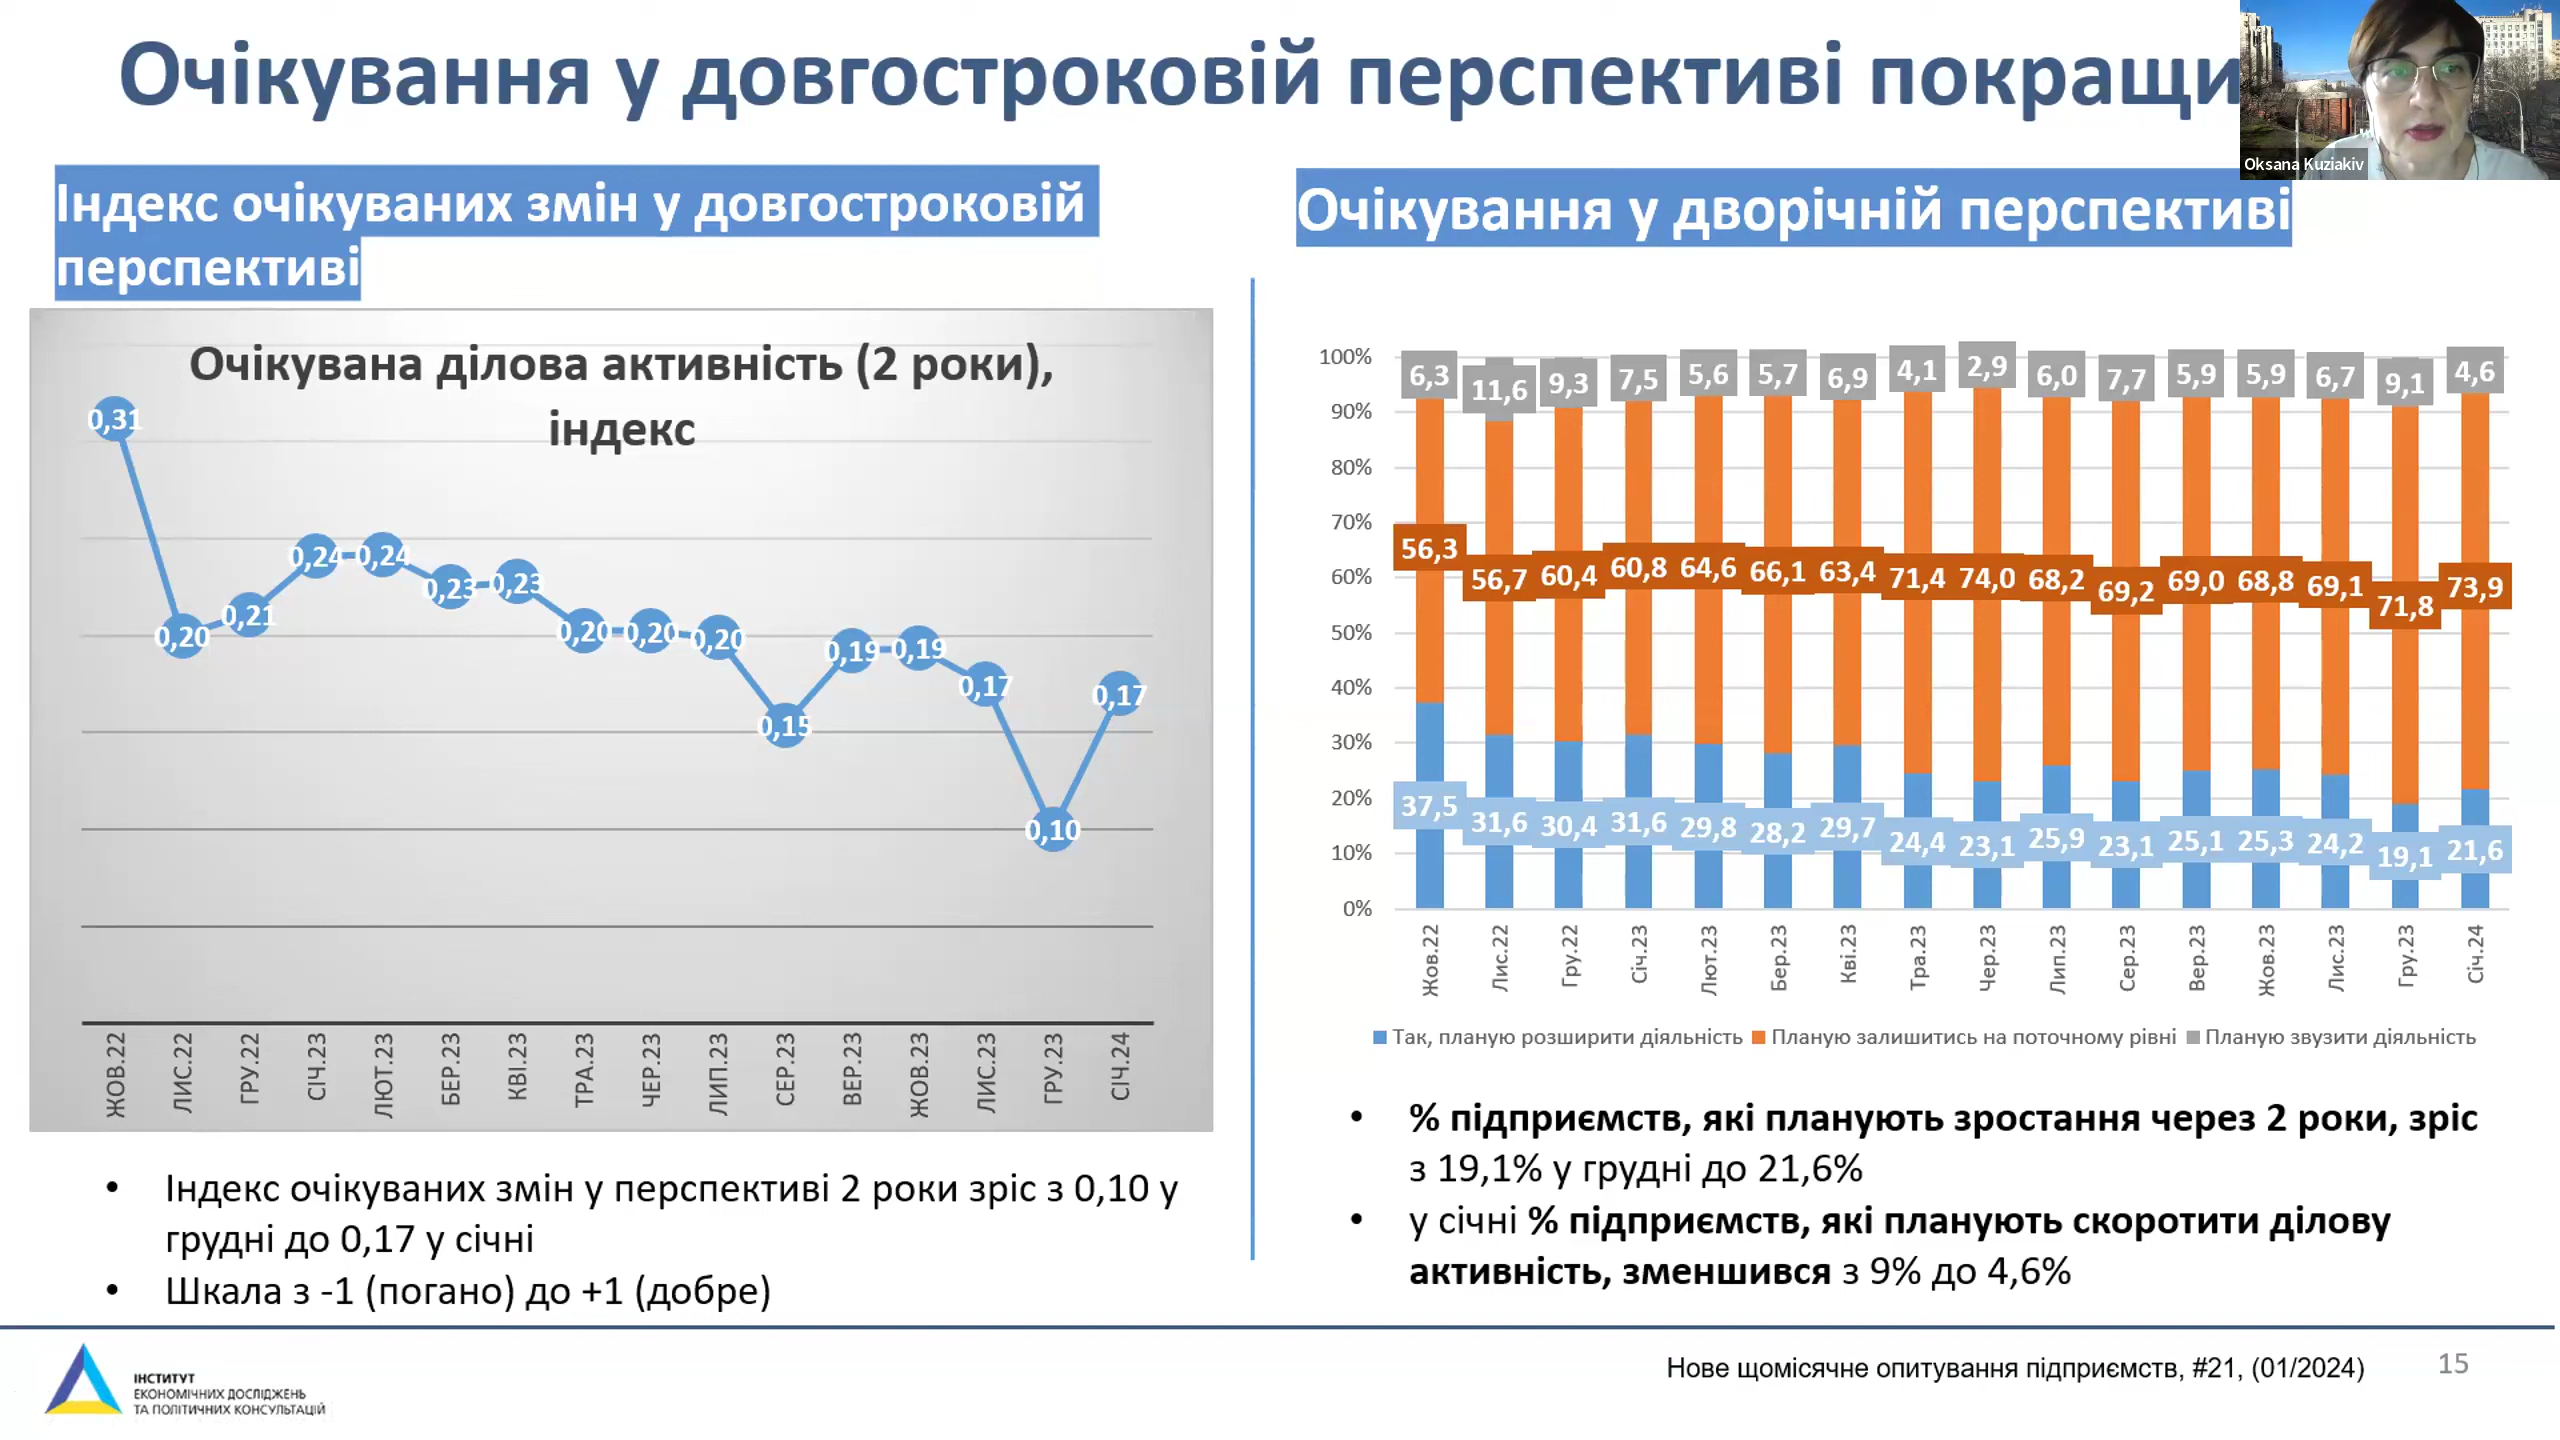 Очікування у довгостроковій перспективі
Oksana Kuziakiv
Індекс очікуваних змін у довгостроковій
перспективі
Очікувана ділова активність (2 роки),
індекс
0,31
0,20
0,21
0,24
0,24
0,23
0,23
0,20
0,20
0,20
0,15
0,19
0,19
0,17
0,10
0,17
ЖОВ.22
ЛИС.22
ГРУ.22
СІЧ.23
ЛЮТ.23
БЕР.23
КВІ.23
ТРА.23
ЧЕР.23
ЛИП.23
СЕР.23
ВЕР.23
ЖОВ.23
ЛИС.23
ГРУ.23
СІЧ.24
• Індекс очікуваних змін у перспективі 2 роки зріс з 0,10 у
грудні до 0,17 у січні
• Шкала з -1 (погано) до +1 (добре)
Очікування у дворічній перспективі
100%
90%
80%
70%
60%
50%
40%
30%
20%
10%
0%
6,3 11,6 9,3 7,5 5,6 5,7 6,9 4,1 2,9 6,0 7,7 5,9 5,9 6,7 9,1 4,6
56,3 56,7 60,4 60,8 64,6 66,1 63,4 71,4 74,0 68,2 69,2 69,0 68,8 69,1 71,8 73,9
37,5 31,6 30,4 31,6 29,8 28,2 29,7 24,4 23,1 25,9 23,1 25,1 25,3 24,2 19,1 21,6
Жов.22
Лис.22
Гру.22
Січ.23
Лют.23
Бер.23
Кві.23
Тра.23
Чер.23
Лип.23
Сер.23
Вер.23
Жов.23
Лис.23
Гру.23
Січ.24
Так, планую розширити діяльність Планую залишитись на поточному рівні Планую звузити діяльність
• % підприємств, які планують зростання через 2 роки, зріс
з 19,1% у грудні до 21,6%
• у січні % підприємств, які планують скоротити ділову
активність, зменшився з 9% до 4,6%
ІНСТИТУТ
ЕКОНОМІЧНИХ ДОСЛІДЖЕНЬ
ТА ПОЛІТИЧНИХ КОНСУЛЬТАЦІЙ
Нове щомісячне опитування підприємств, #21, (01/2024)
15